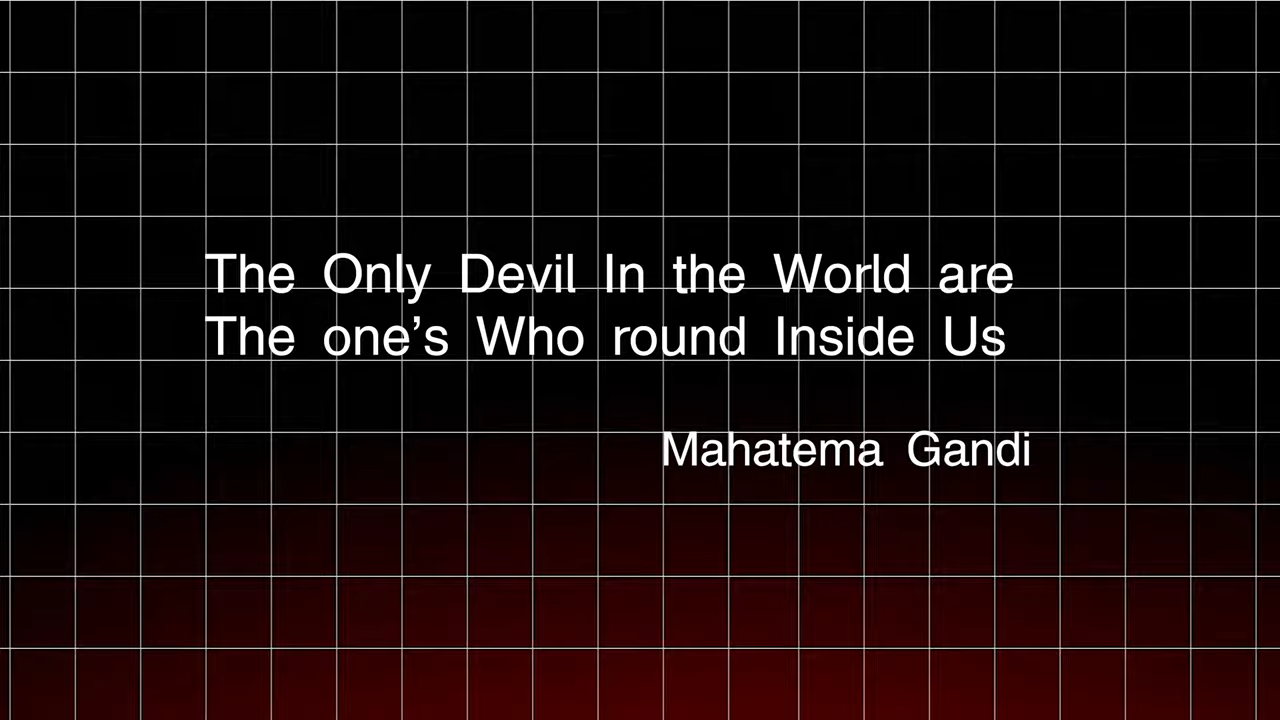 The Only Devil In the World are
The one’s Who round Inside Us
Mahatema Gandi